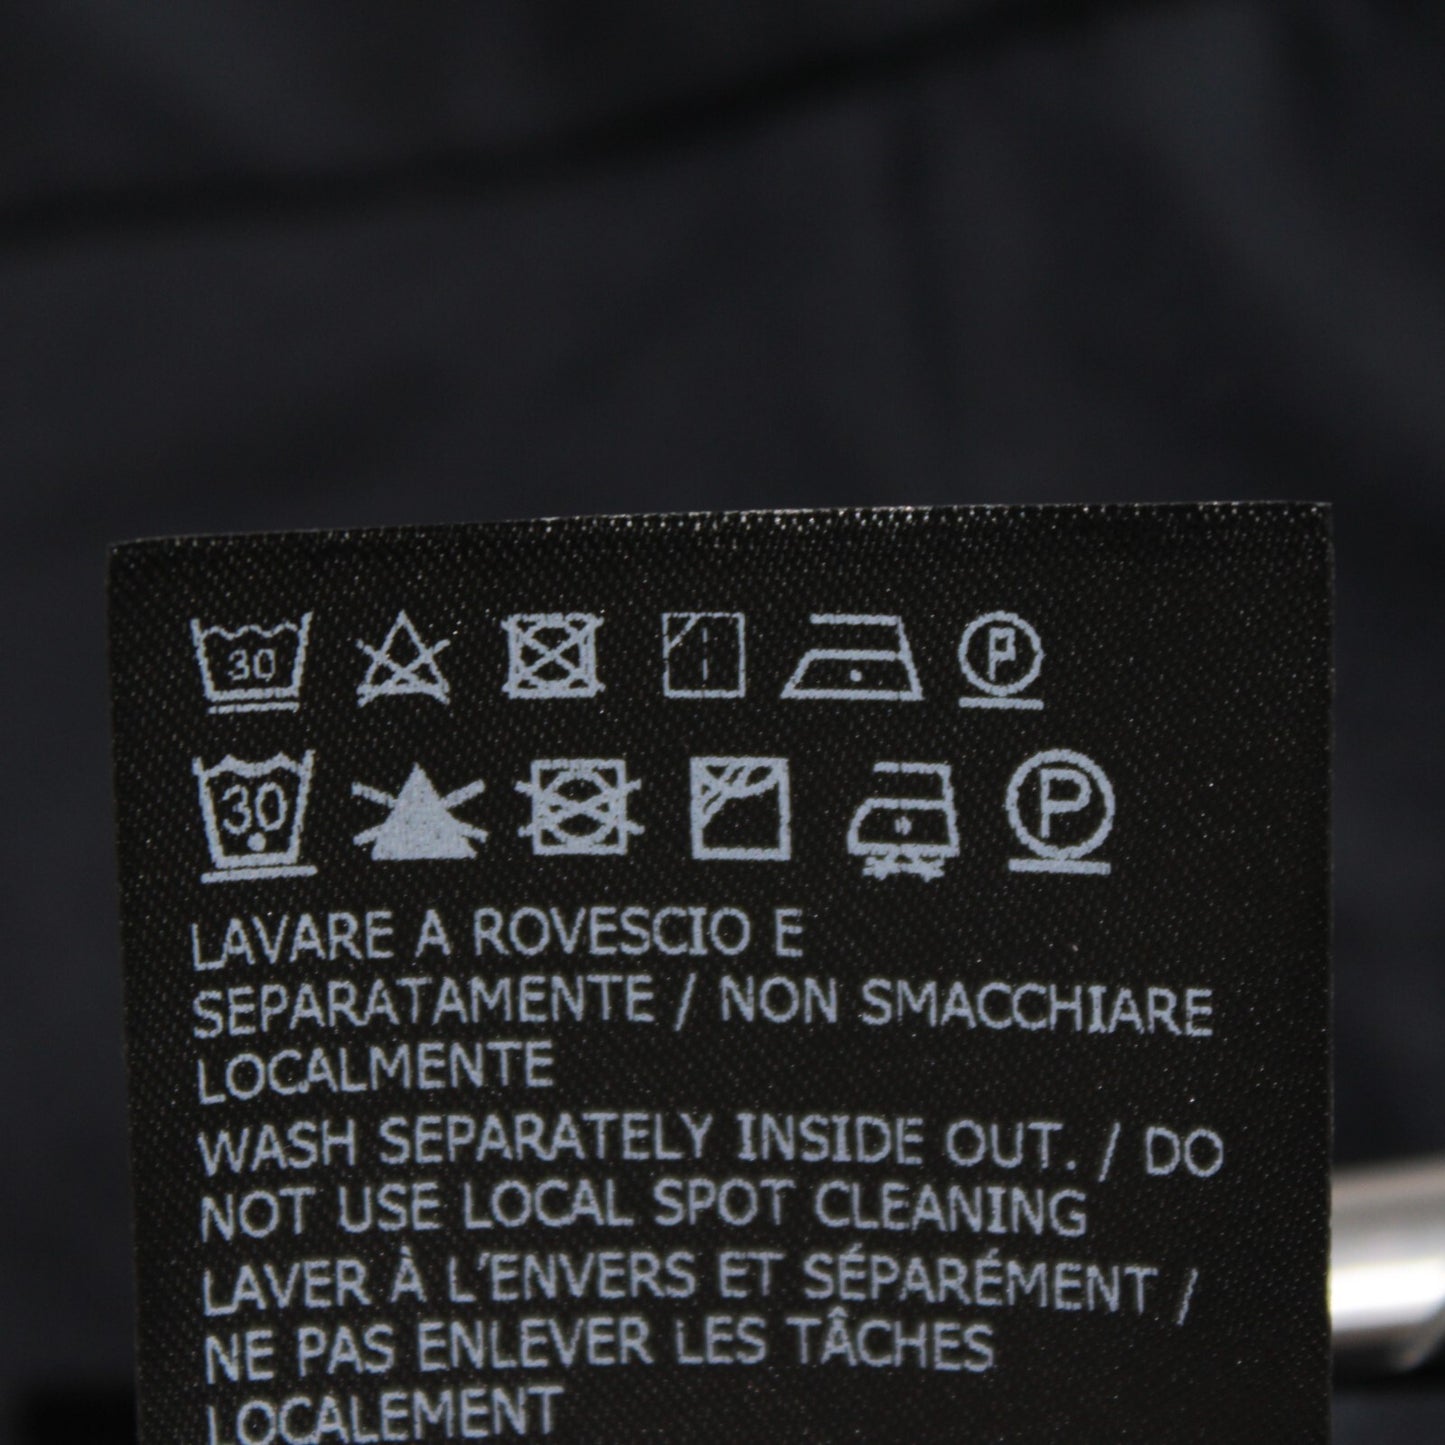 30 P
30 P
LAVARE A ROVESCIO E
SEPARATAMENTE / NON SMACCHIARE
LOCALMENTE
WASH SEPARATELY INSIDE OUT. / DO
NOT USE LOCAL SPOT CLEANING
LAVER À L'ENVERS ET SÉPARÉMENT /
NE PAS ENLEVER LES TÂCHES
LOCALEMENT